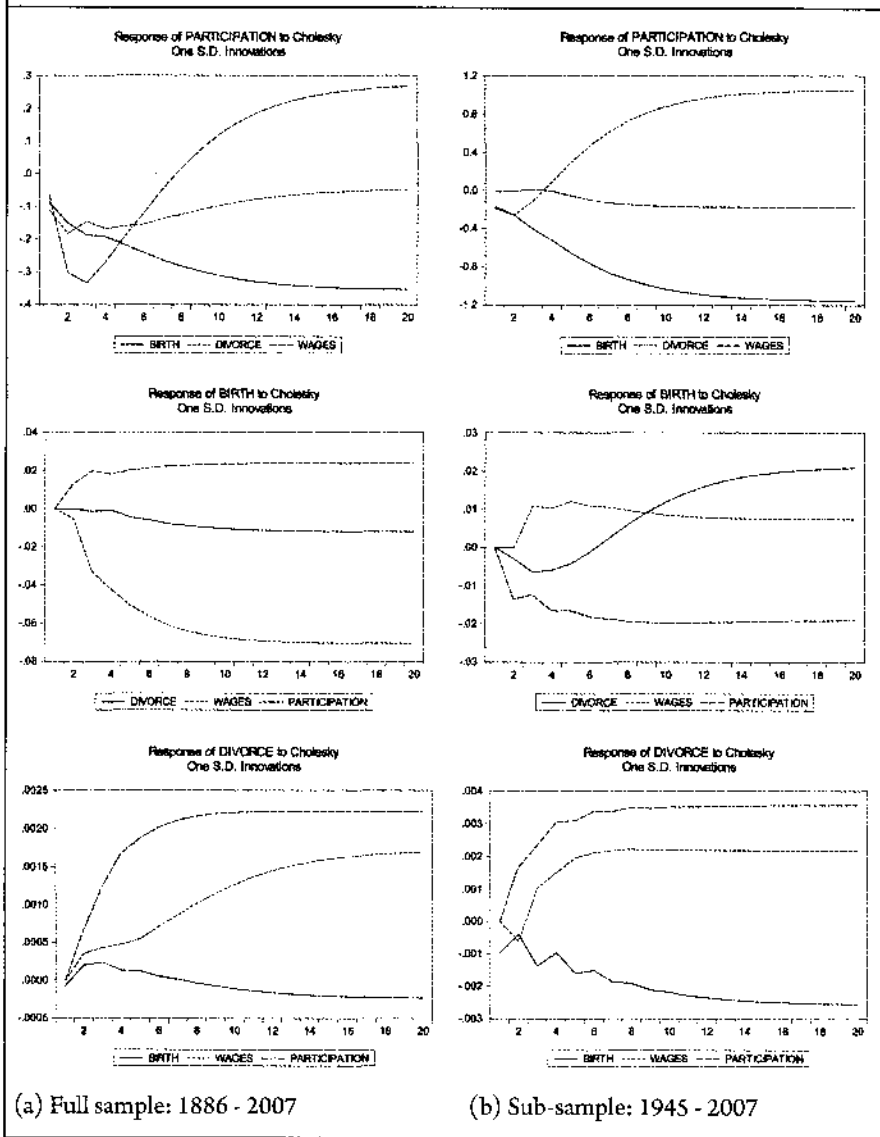 Response of PARTICIPATION to Cholesky
One S.D. Innovations
.3
.2
.1
.0
-.1
-.2
-.3
-.4
2 4 6 8 10 12 14 16 18 20
BIRTH DIVORCE WAGES
Response of PARTICIPATION to Cholesky
One S.D. Innovations
1.2
0.8
0.4
0.0
-0.4
-0.8
-1.2
2 4 6 8 10 12 14 16 18 20
BIRTH DIVORCE WAGES
Response of BIRTH to Cholesky
One S.D. Innovations
.04
.02
.00
-.02
-.04
-.06
-.08
2 4 6 8 10 12 14 16 18 20
DIVORCE WAGES PARTICIPATION
Response of BIRTH to Cholesky
One S.D. Innovations
.03
.02
.01
.00
-.01
-.02
-.03
2 4 6 8 10 12 14 16 18 20
DIVORCE WAGES PARTICIPATION
Response of DIVORCE to Cholesky
One S.D. Innovations
.0025
.0020
.0015
.0010
.0005
.0000
-.0005
2 4 6 8 10 12 14 16 18 20
BIRTH WAGES PARTICIPATION
Response of DIVORCE to Cholesky
One S.D. Innovations
.004
.003
.002
.001
.000
-.001
-.002
-.003
2 4 6 8 10 12 14 16 18 20
BIRTH WAGES PARTICIPATION
(a) Full sample: 1886 - 2007
(b) Sub-sample: 1945 - 2007